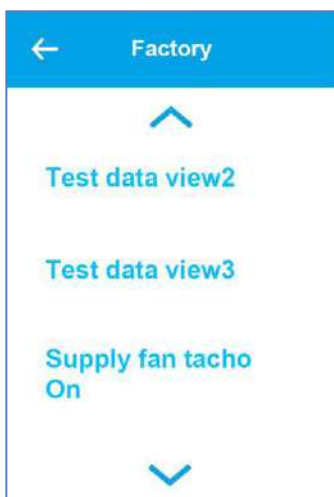 Factory
Test data view2
Test data view3
Supply fan tacho
On